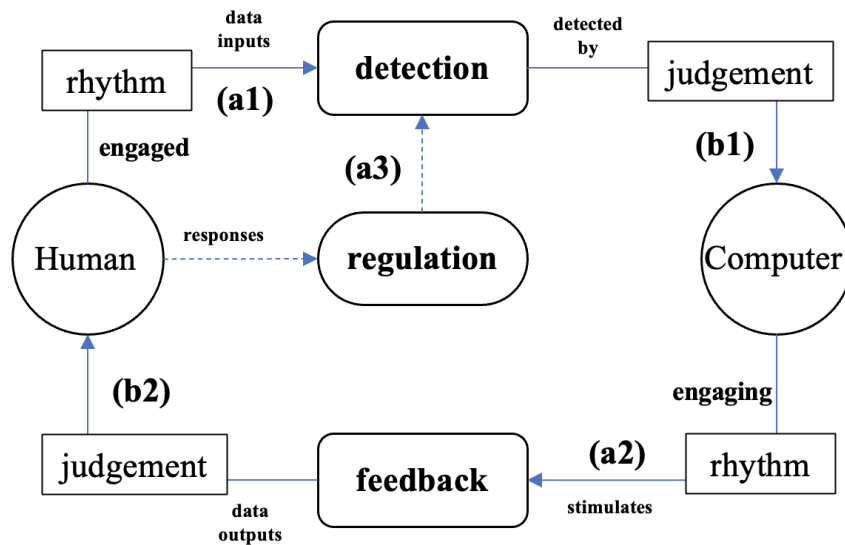 data
inputs
detected
by
rhythm
detection
judgement
(a1)
(b1)
engaged
(a3)
Human
responses
regulation
Computer
(b2)
engaging
(a2)
judgement
feedback
rhythm
data
outputs
stimulates